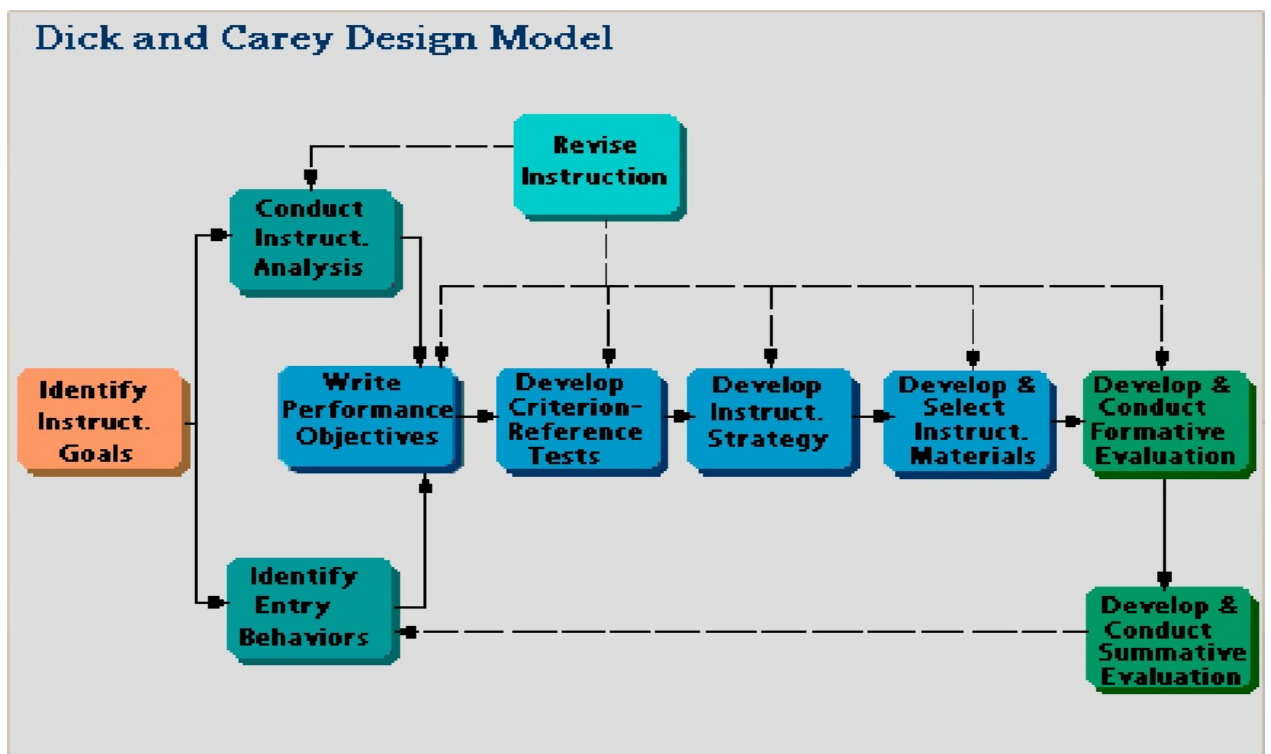 Dick and Carey Design Model
Revise
Instruction
Conduct
Instruct.
Analysis
Identify
Instruct.
Goals
Write
Performance
Objectives
Develop
Criterion-
Reference
Tests
Develop
Instruct.
Strategy
Develop &
Select
Instruct.
Materials
Develop &
Conduct
Formative
Evaluation
Identify
Entry
Behaviors
Develop &
Conduct
Summative
Evaluation